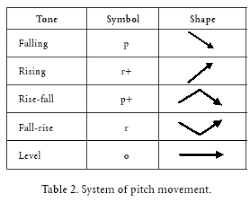 Tone Symbol Shape
Falling p
Rising r+
Rise-fall p+
Fall-rise r
Level o
Table 2. System of pitch movement.